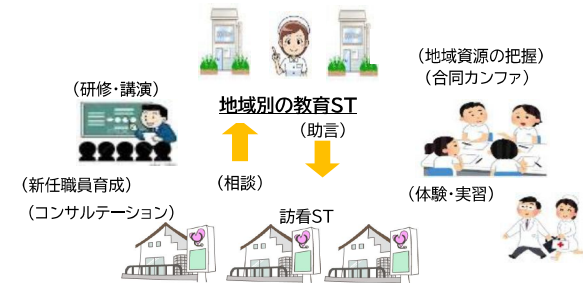 (地域資源の把握)
(合同カンファ)
(研修・講演)
地域別の教育ST
(助言)
(新任職員育成)
(相談)
(体験・実習)
(コンサルテーション)
訪看ST